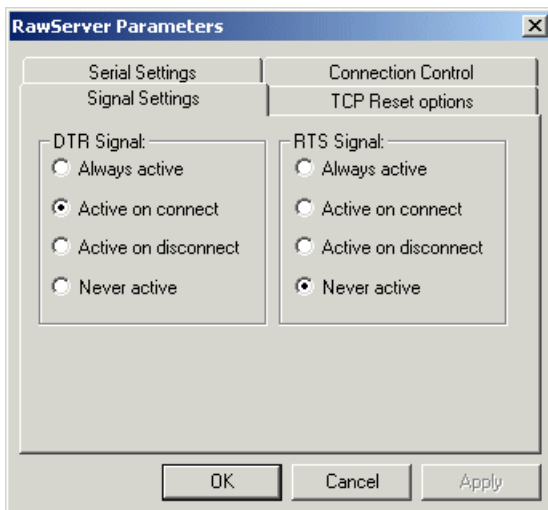 RawServer Parameters
Serial Settings
Connection Control
Signal Settings
TCP Reset options
DTR Signal:
Always active
Active on connect
Active on disconnect
Never active
RTS Signal:
Always active
Active on connect
Active on disconnect
Never active
OK
Cancel
Apply